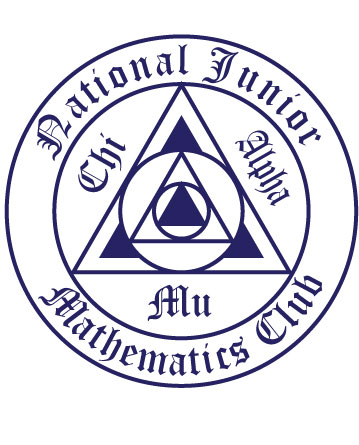 National Junior
Chi
Alpha
Mu
Mathematics Club